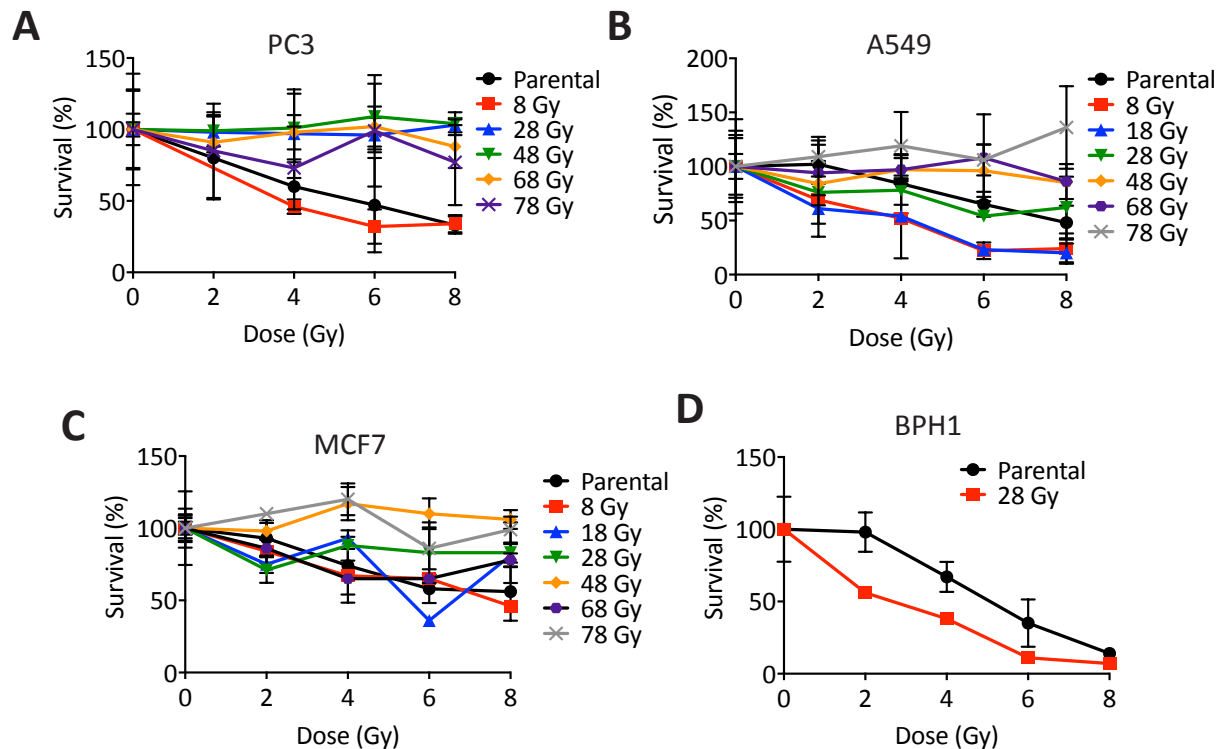 A
PC3
Survival (%)
150
100
50
0
0 2 4 6 8
Dose (Gy)
Parental
8 Gy
28 Gy
48 Gy
68 Gy
78 Gy
B
A549
Survival (%)
200
150
100
50
0
0 2 4 6 8
Dose (Gy)
Parental
8 Gy
18 Gy
28 Gy
48 Gy
68 Gy
78 Gy
C
MCF7
Survival (%)
150
100
50
0
0 2 4 6 8
Dose (Gy)
Parental
8 Gy
18 Gy
28 Gy
48 Gy
68 Gy
78 Gy
D
BPH1
Survival (%)
150
100
50
0
0 2 4 6 8
Dose (Gy)
Parental
28 Gy